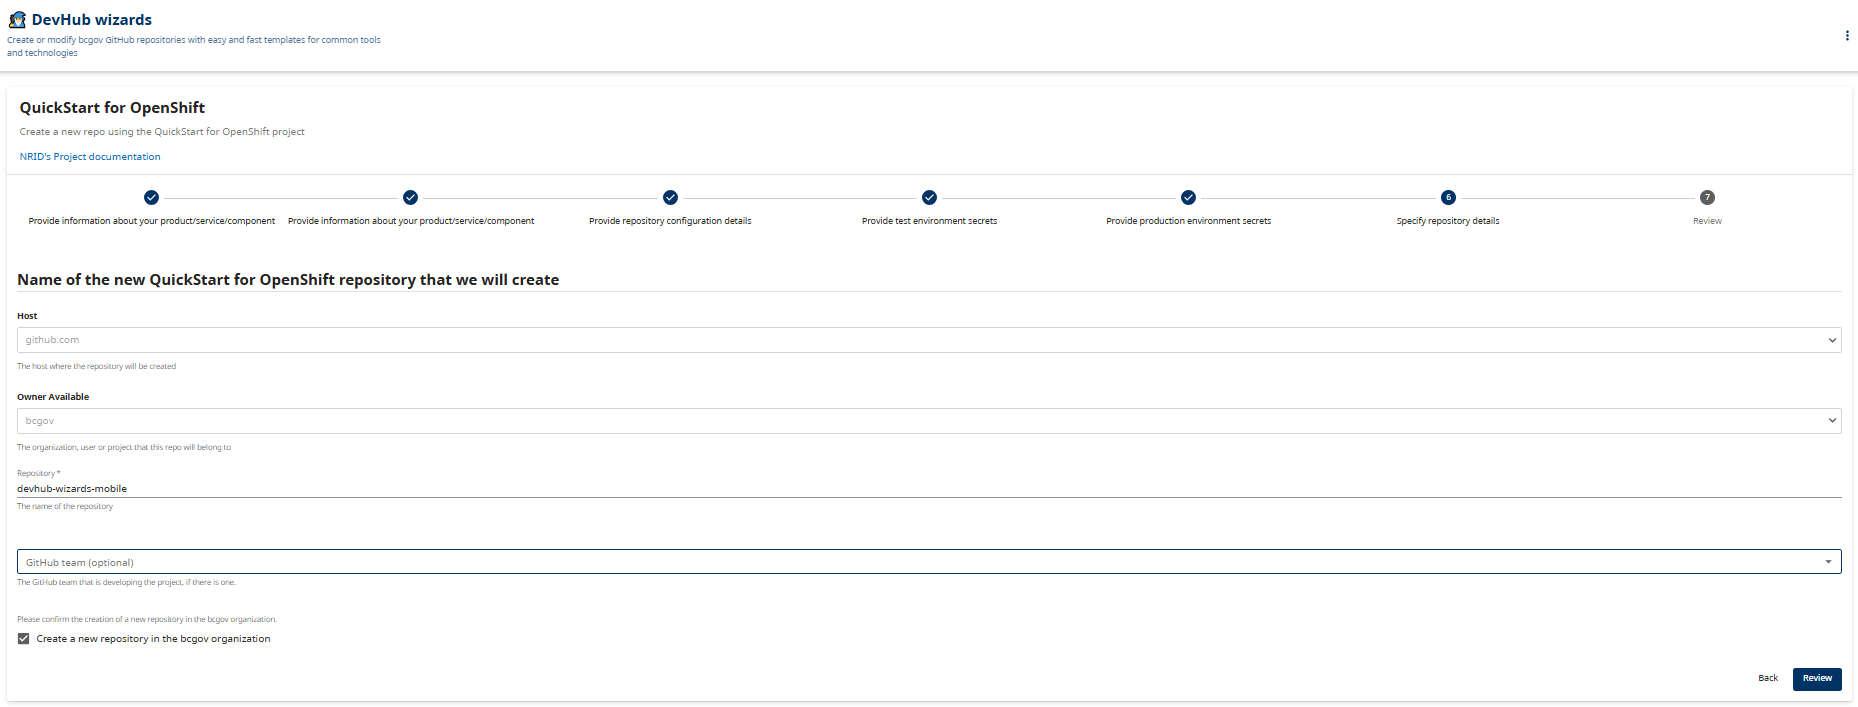 DevHub wizards
Create or modify bcgov GitHub repositories with easy and fast templates for common tools
and technologies
QuickStart for OpenShift
Create a new repo using the QuickStart for OpenShift project
NRID's Project documentation
6
7
Provide information about your product/service/component
Provide information about your product/service/component
Provide repository configuration details
Provide test environment secrets
Provide production environment secrets
Specify repository details
Review
Name of the new QuickStart for OpenShift repository that we will create
Host
github.com
The host where the repository will be created
Owner Available
bcgov
The organization, user or project that this repo will belong to
Repository *
devhub-wizards-mobile
The name of the repository
GitHub team (optional)
The GitHub team that is developing the project, if there is one.
Please confirm the creation of a new repository in the bcgov organization.
Create a new repository in the bcgov organization
Back
Review